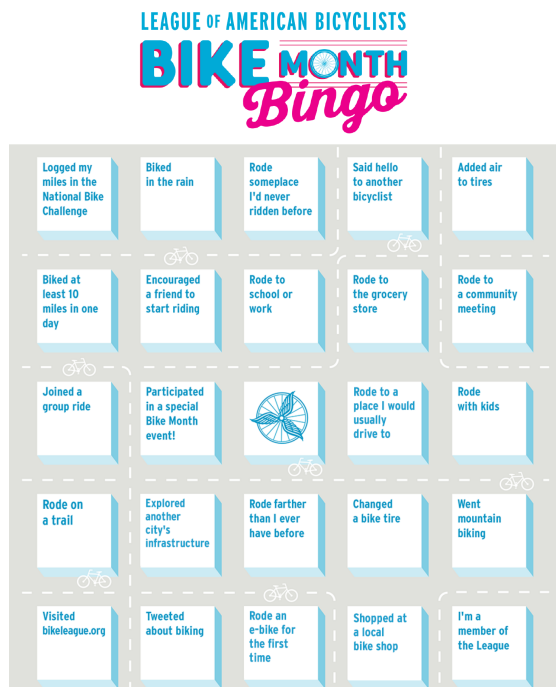 LEAGUE OF AMERICAN BICYCLISTS
BIKE MONTH
Bingo
Logged my
miles in the
National Bike
Challenge
Biked
in the rain
Rode
someplace
I'd never
ridden before
Said hello
to another
bicyclist
Added air
to tires
Biked at
least 10
miles in one
day
Encouraged
a friend to
start riding
Rode to
school or
work
Rode to
the grocery
store
Rode to
a community
meeting
Joined a
group ride
Participated
in a special
Bike Month
event!
Rode to a
place I would
usually
drive to
Rode
with kids
Rode on
a trail
Explored
another
city's
infrastructure
Rode farther
than I ever
have before
Changed
a bike tire
Went
mountain
biking
Visited
bikeleague.org
Tweeted
about biking
Rode an
e-bike for
the first
time
Shopped at
a local
bike shop
I'm a
member of
the League